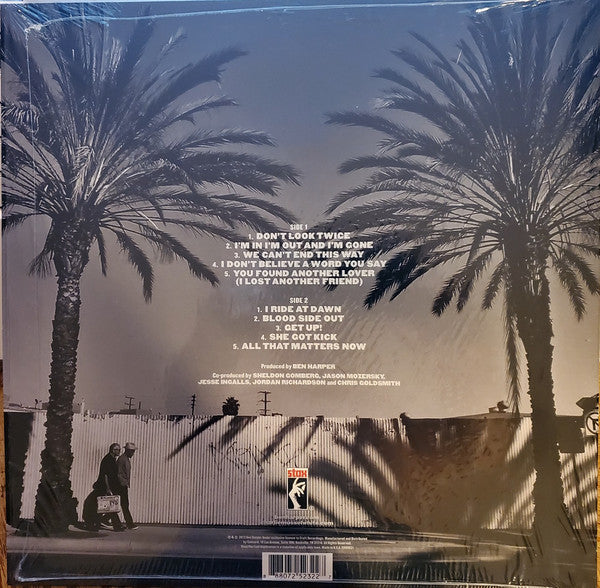 SIDE 1
1. DON'T LOOK TWICE
2. I'M IN I'M OUT AND I'M GONE
3. WE CAN'T END THIS WAY
4. I DON'T BELIEVE A WORD YOU SAY
5. YOU FOUND ANOTHER LOVER
(I LOST ANOTHER FRIEND)
SIDE 2
1. I RIDE AT DAWN
2. BLOOD SIDE OUT
3. GET UP!
4. SHE GOT KICK
5. ALL THAT MATTERS NOW
Produced by BEN HARPER
Co-produced by SHELDON GOMBERG, JASON MOZERSKY,
JESSE INGALLS, JORDAN RICHARDSON and CHRIS GOLDSMITH
stax
88072 52322